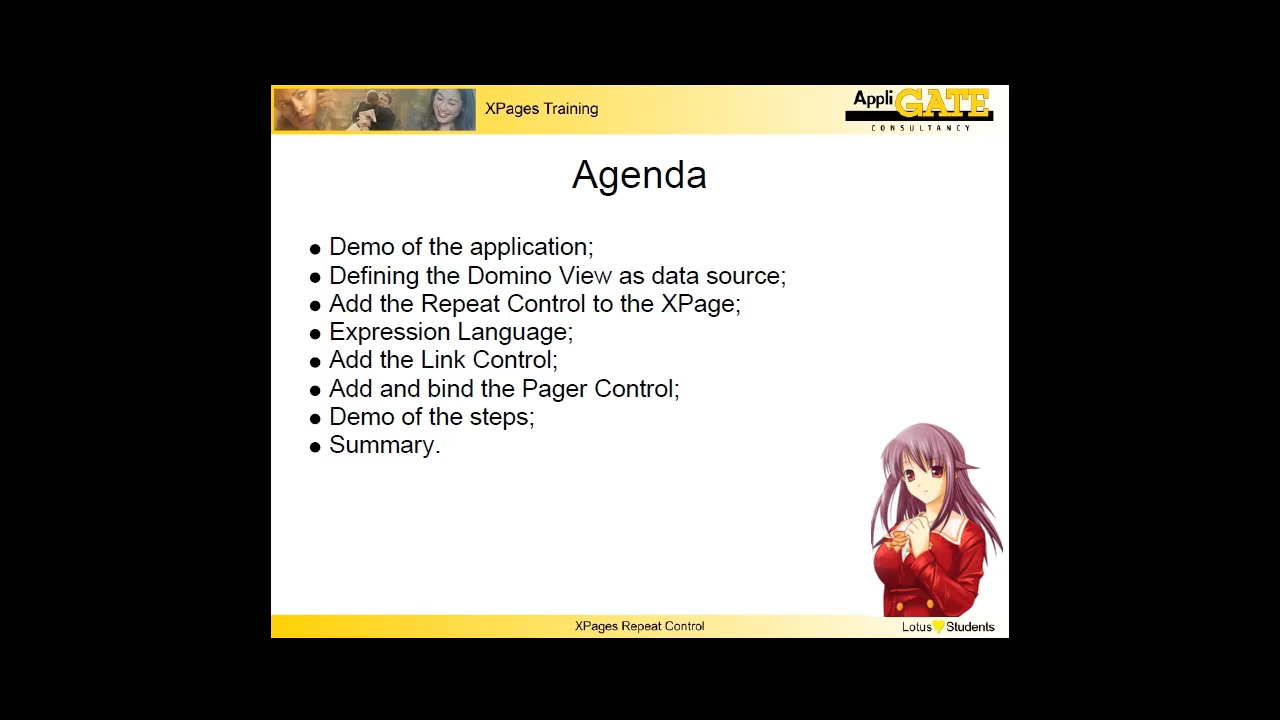 XPages Training
Appli GATE
CONSULTANCY
Agenda
● Demo of the application;
● Defining the Domino View as data source;
● Add the Repeat Control to the XPage;
● Expression Language;
● Add the Link Control;
● Add and bind the Pager Control;
● Demo of the steps;
● Summary.
XPages Repeat Control
Lotus💛Students